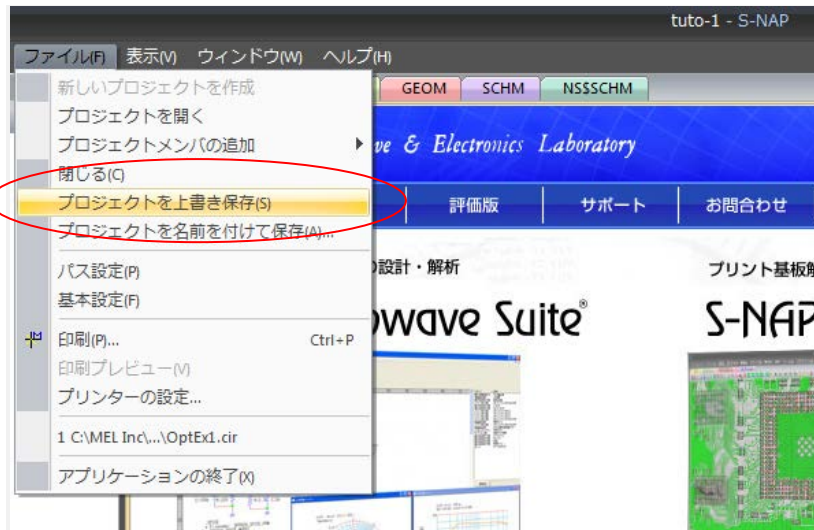 tuto-1 - S-NAP
ファイル(F) 表示(V) ウィンドウ(W) ヘルプ(H)
新しいプロジェクトを作成
GEOM SCHM NSSSCHM
プロジェクトを開く
プロジェクトメンバの追加
ve & Electronics Laboratory
閉じる(C)
プロジェクトを上書き保存(S)
評価版 サポート お問合わせ
プロジェクトを名前を付けて保存(A)...
パス設定(P)
設計・解析 プリント基板解
基本設定(F)
owave Suite® S-NAP
印刷(P)... Ctrl+P
印刷プレビュー(V)
プリンターの設定...
1 C:\MEL Inc\...\OptEx1.cir
アプリケーションの終了(X)